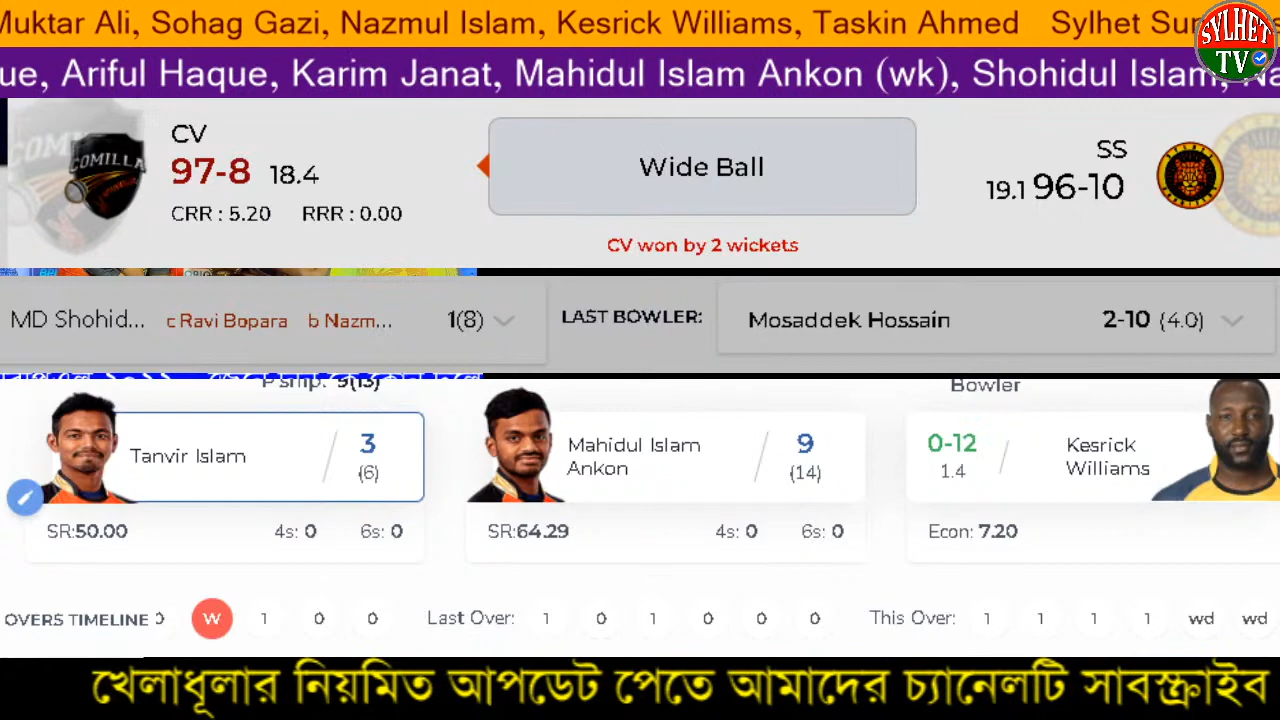 Muktar Ali, Sohag Gazi, Nazmul Islam, Kesrick Williams, Taskin Ahmed Sylhet
SYLHET TV
ue, Ariful Haque, Karim Janat, Mahidul Islam Ankon (wk), Shohidul Islam,
COMILLA
CV
97-8 18.4
CRR : 5.20 RRR : 0.00
Wide Ball
CV won by 2 wickets
SS
19.1 96-10
MD Shohid... c Ravi Bopara b Nazm... 1(8)
LAST BOWLER: Mosaddek Hossain 2-10 (4.0)
P'ship: 9(13)
Bowler
Tanvir Islam 3 (6)
SR:50.00 4s: 0 6s: 0
Mahidul Islam Ankon 9 (14)
SR:64.29 4s: 0 6s: 0
0-12 1.4 Kesrick Williams
Econ: 7.20
OVERS TIMELINE 0 W 1 0 0 Last Over: 1 0 1 0 0 0 This Over: 1 1 1 1 wd wd
খেলাধূলার নিয়মিত আপডেট পেতে আমাদের চ্যানেলটি সাবস্ক্রাইব